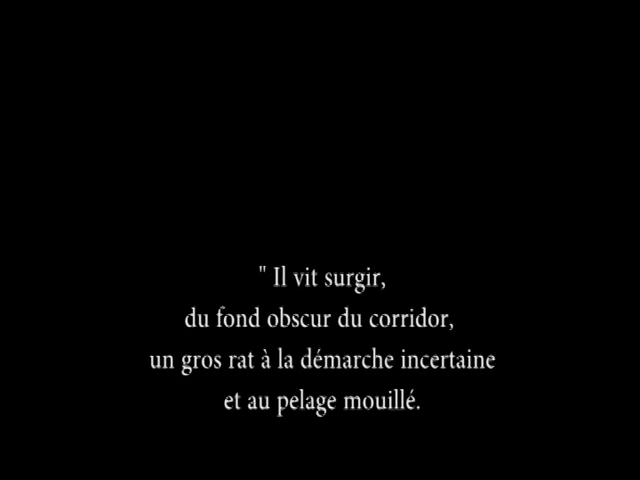 " Il vit surgir,
du fond obscur du corridor,
un gros rat à la démarche incertaine
et au pelage mouillé.